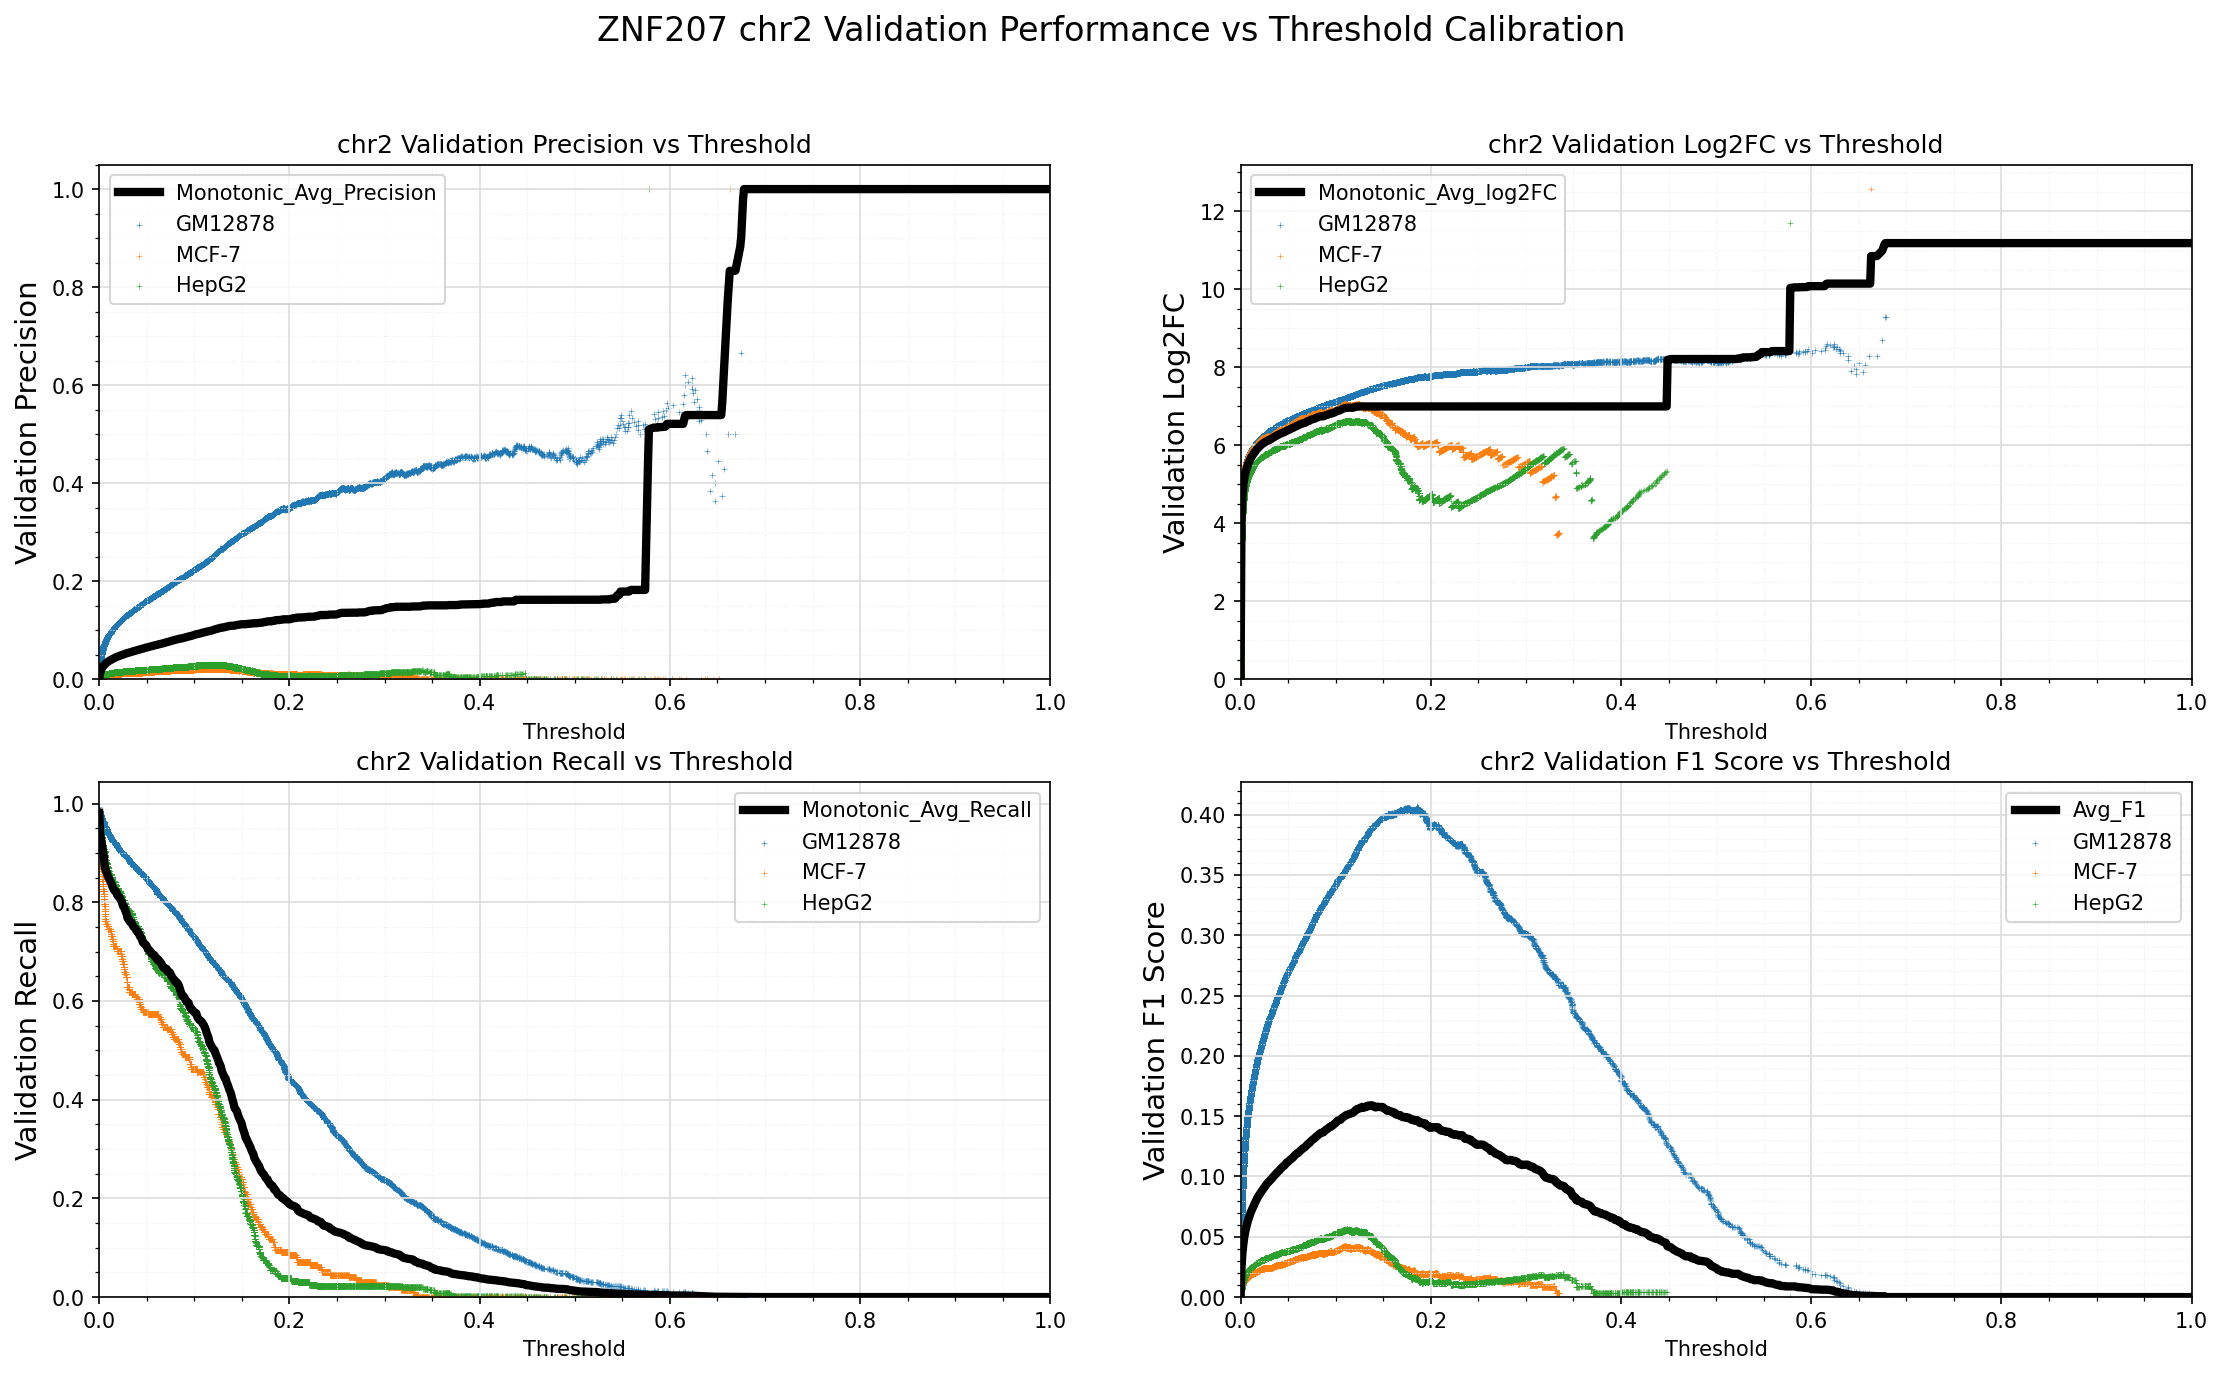 ZNF207 chr2 Validation Performance vs Threshold Calibration
chr2 Validation Precision vs Threshold
Validation Precision
1.0
0.8
0.6
0.4
0.2
0.0
Monotonic_Avg_Precision
GM12878
MCF-7
HepG2
0.0 0.2 0.4 0.6 0.8 1.0
Threshold
chr2 Validation Log2FC vs Threshold
Validation Log2FC
12
10
8
6
4
2
0
Monotonic_Avg_log2FC
GM12878
MCF-7
HepG2
0.0 0.2 0.4 0.6 0.8 1.0
Threshold
chr2 Validation Recall vs Threshold
Validation Recall
1.0
0.8
0.6
0.4
0.2
0.0
Monotonic_Avg_Recall
GM12878
MCF-7
HepG2
0.0 0.2 0.4 0.6 0.8 1.0
Threshold
chr2 Validation F1 Score vs Threshold
Validation F1 Score
0.40
0.35
0.30
0.25
0.20
0.15
0.10
0.05
0.00
Avg_F1
GM12878
MCF-7
HepG2
0.0 0.2 0.4 0.6 0.8 1.0
Threshold